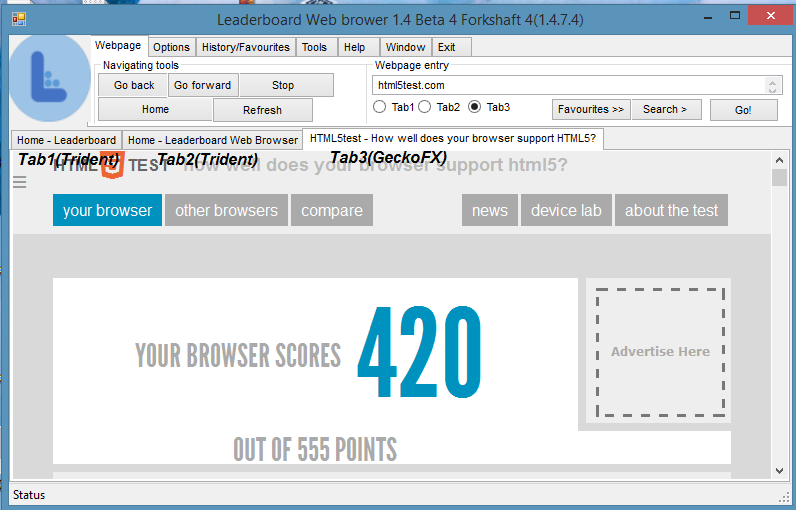 Leaderboard Web brower 1.4 Beta 4 Forkshaft 4(1.4.7.4)
Webpage Options History/Favourites Tools Help Window Exit
Navigating tools Webpage entry
Go back Go forward Stop html5test.com
Home Refresh Tab1 Tab2 Tab3 Favourites >> Search > Go!
Home - Leaderboard Home - Leaderboard Web Browser HTML5test - How well does your browser support HTML5?
Tab1(Trident) Tab2(Trident) Tab3(GeckoFX)
HTML 5 TEST how well does your browser support html5?
your browser other browsers compare news device lab about the test
YOUR BROWSER SCORES 420
Advertise Here
OUT OF 555 POINTS
Status